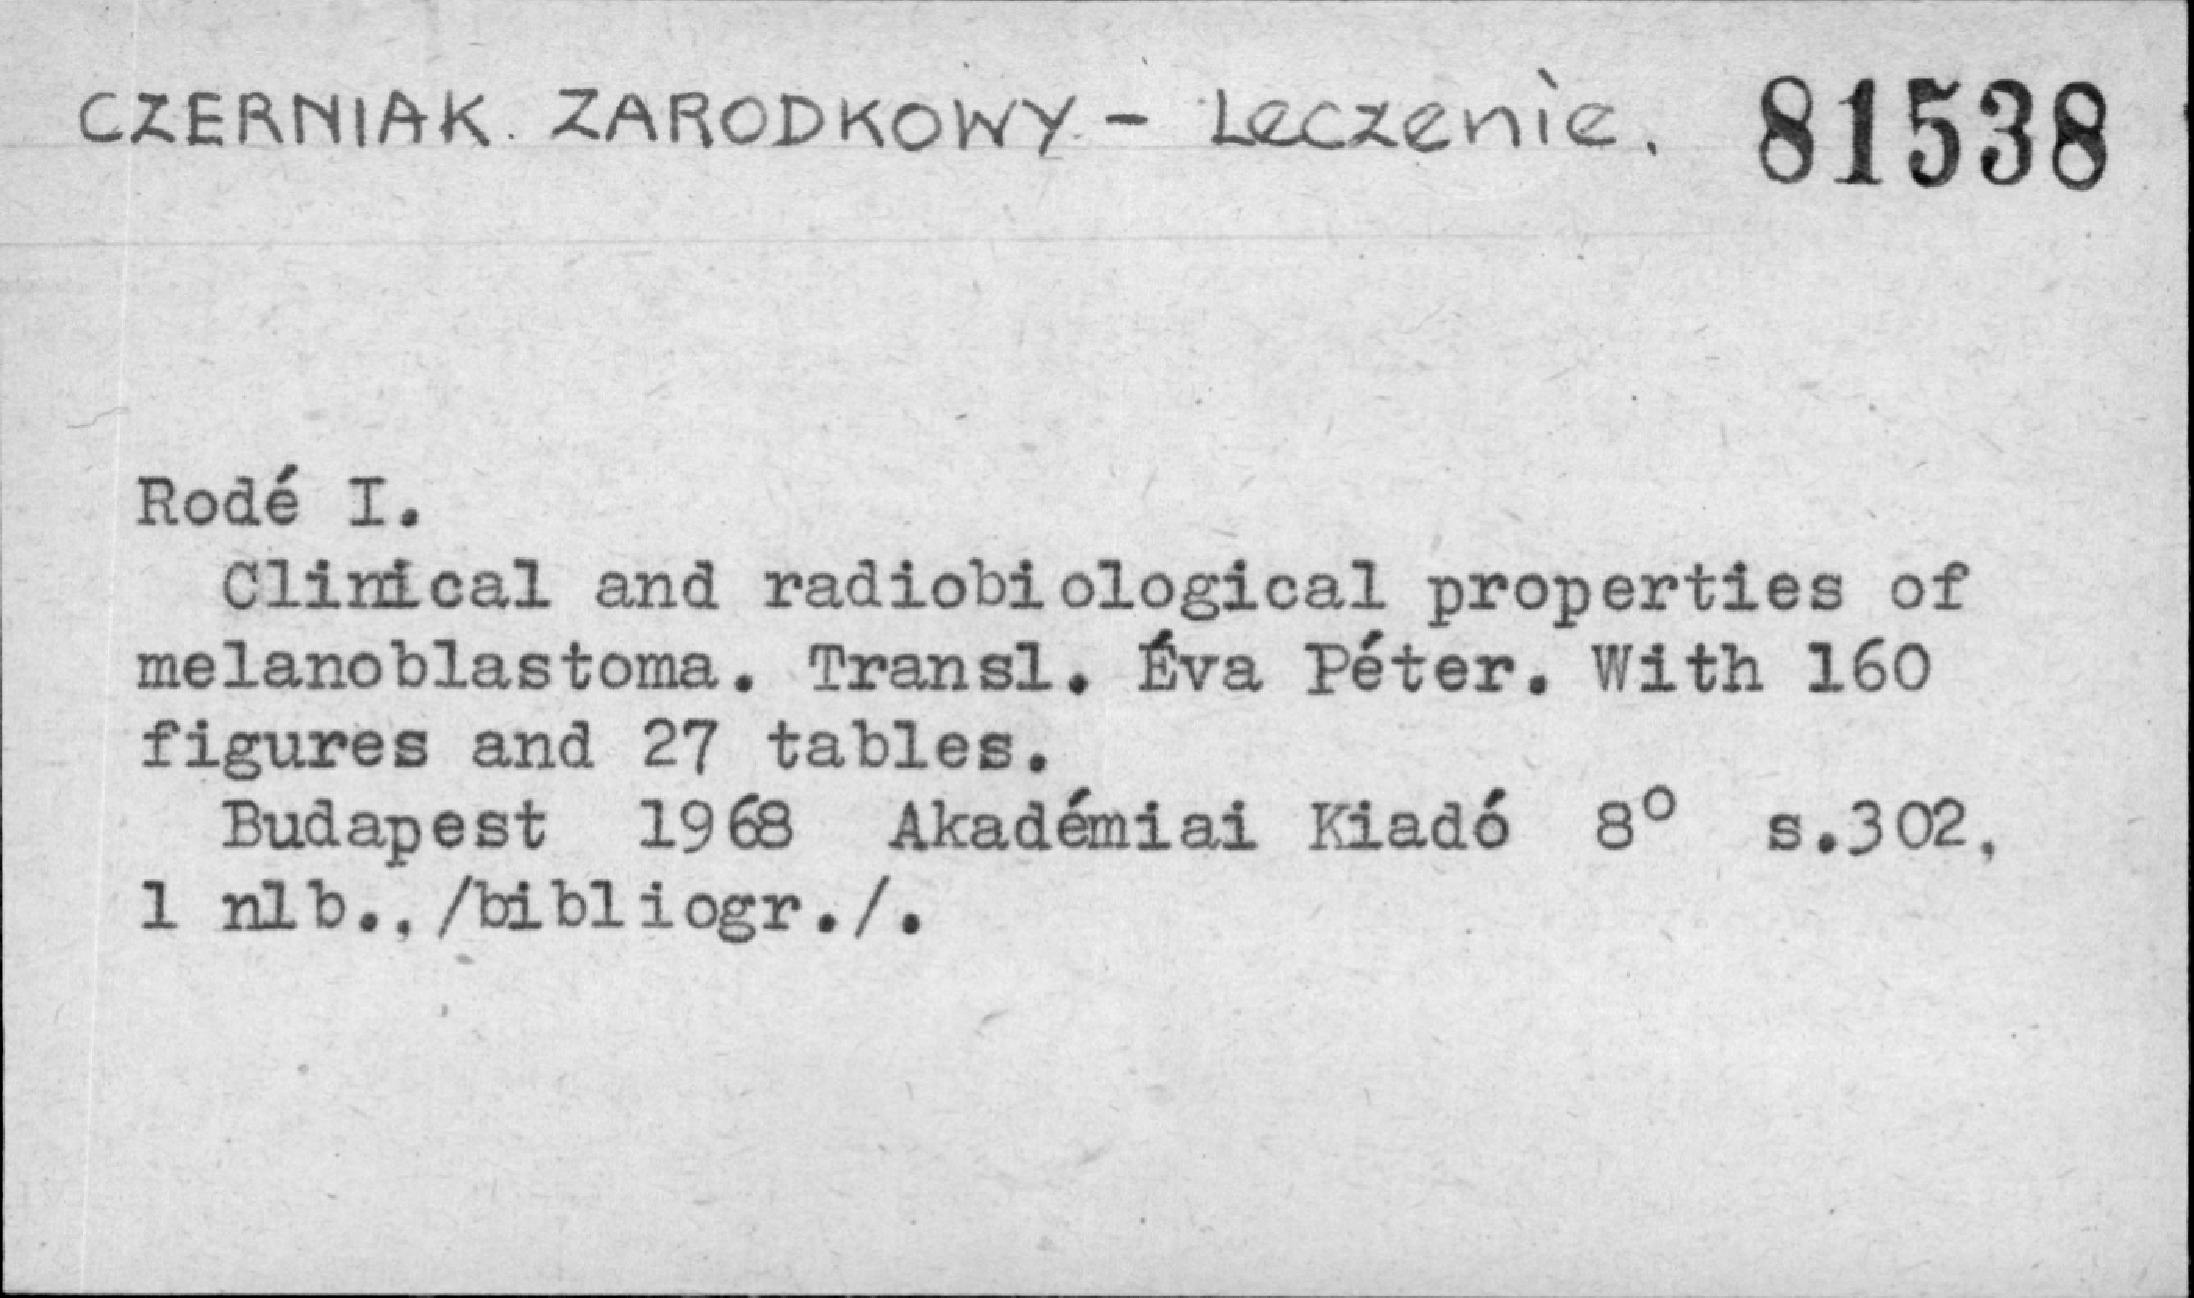 CZERNIAK ZARODKOWY - Leczenie. 81538
Rodé I.
Clinical and radiobiological properties of
melanoblastoma. Transl. Éva Péter. With 160
figures and 27 tables.
Budapest 1968 Akadémiai Kiadó 8° s.302,
1 nlb., /bibliogr./.